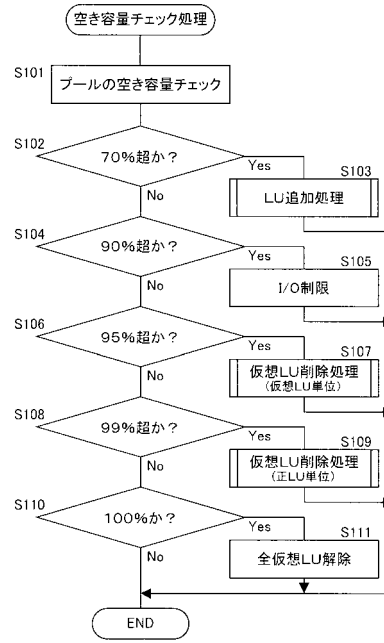 空き容量チェック処理
S101
プールの空き容量チェック
S102
70%超か?
Yes
No
S103
LU追加処理
S104
90%超か?
Yes
No
S105
I/O制限
S106
95%超か?
Yes
No
S107
仮想LU削除処理
(仮想LU単位)
S108
99%超か?
Yes
No
S109
仮想LU削除処理
(正LU単位)
S110
100%か?
Yes
No
S111
全仮想LU解除
END